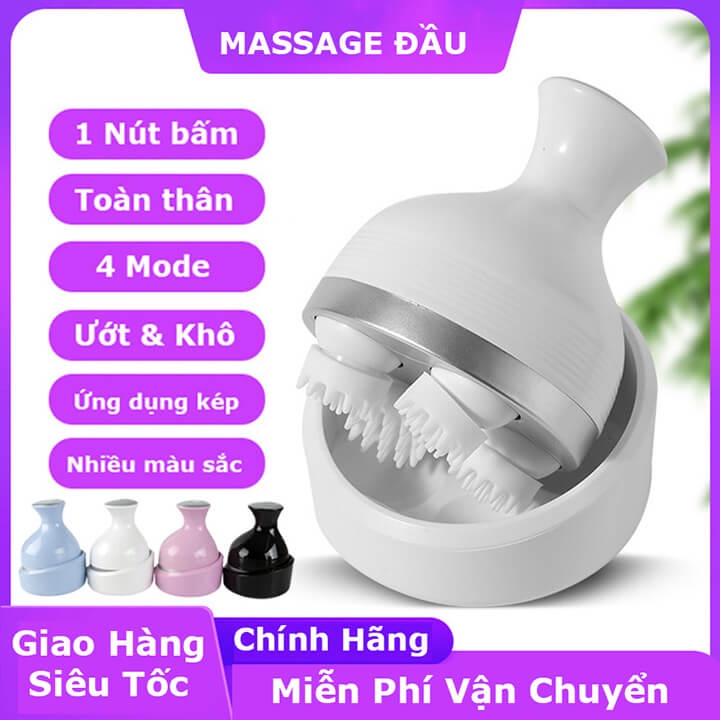 MASSAGE ĐẦU
1 Nút bấm
Toàn thân
4 Mode
Ướt & Khô
Ứng dụng kép
Nhiều màu sắc
Giao Hàng
Siêu Tốc
Chính Hãng
Miễn Phí Vận Chuyển